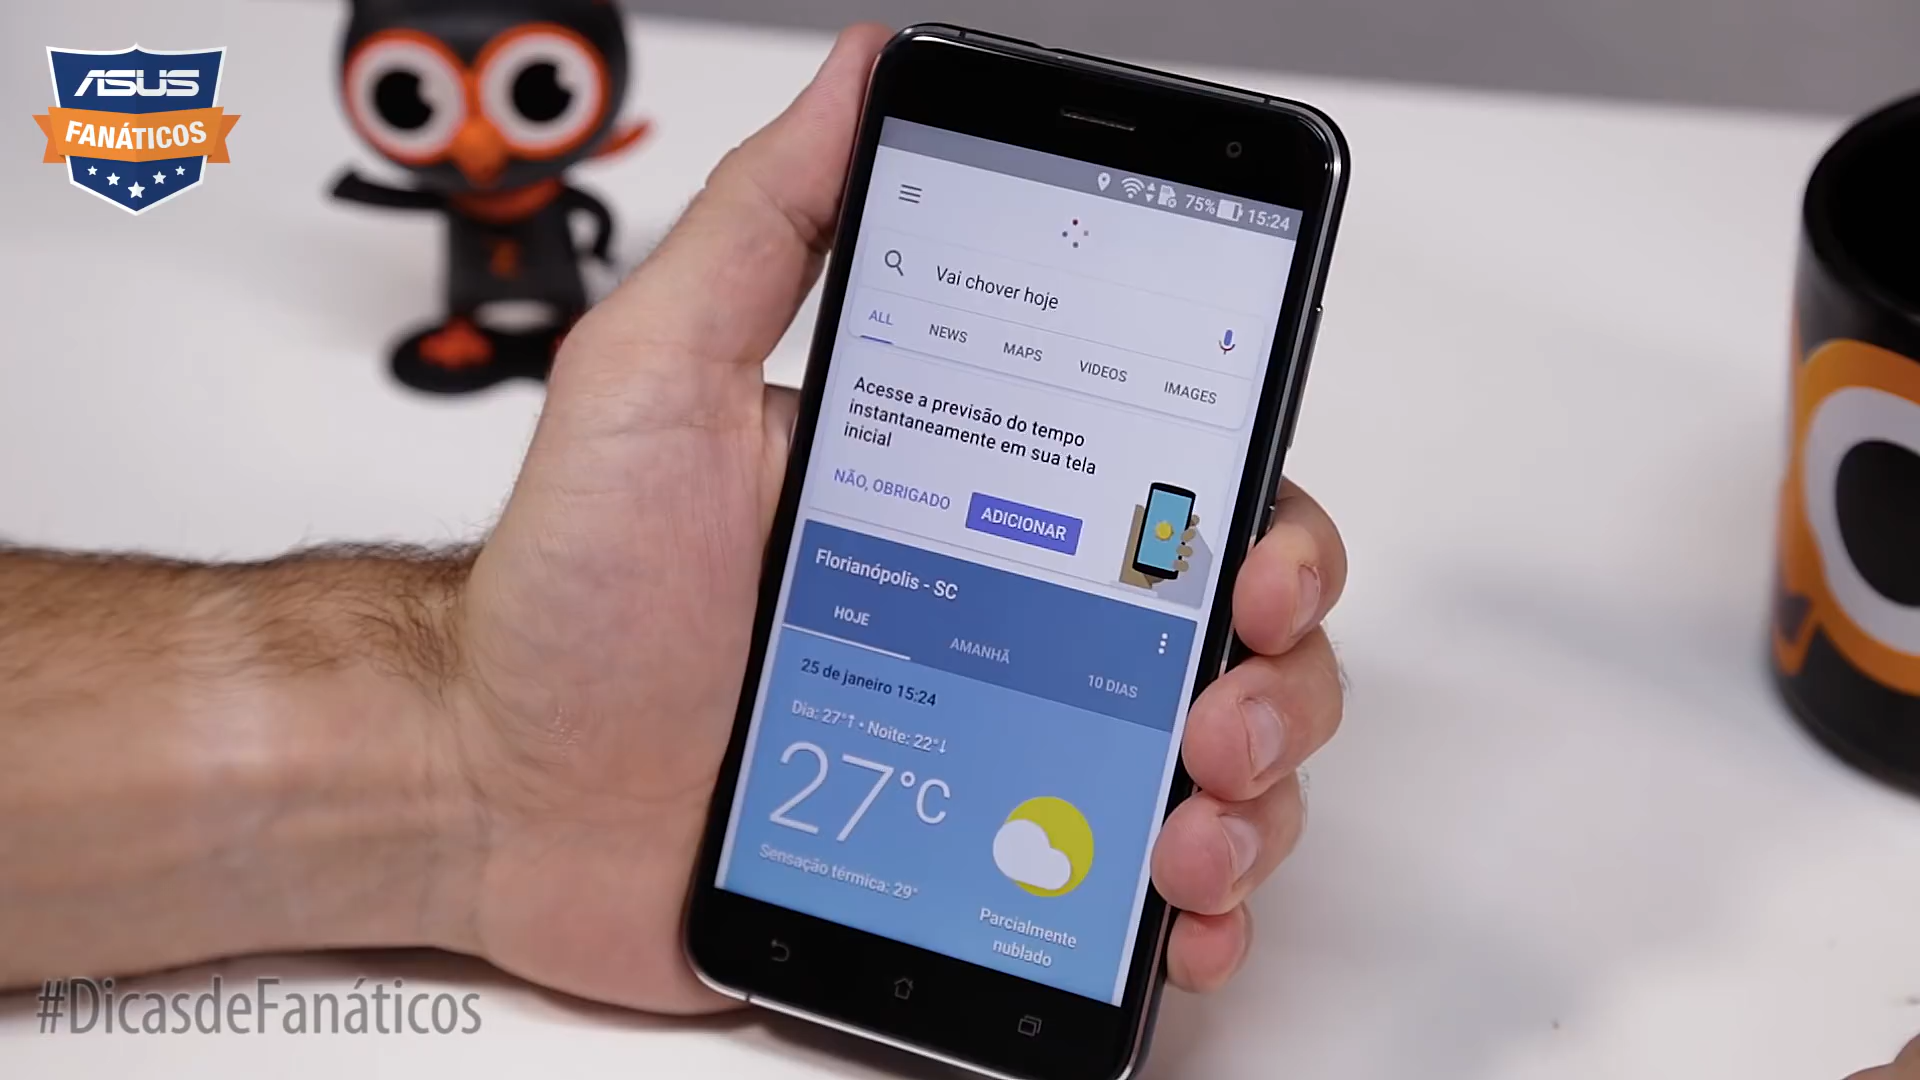 ASUS
FANÁTICOS
75% 15:24
Vai chover hoje
ALL NEWS MAPS VIDEOS IMAGES
Acesse a previsão do tempo
instantaneamente em sua tela
inicial
NÃO, OBRIGADO ADICIONAR
Florianópolis - SC
HOJE AMANHÃ 10 DIAS
25 de janeiro 15:24
Dia: 27°↑ • Noite: 22°↓
27°C
Sensação térmica: 29°
Parcialmente
nublado
#DicasdeFanáticos